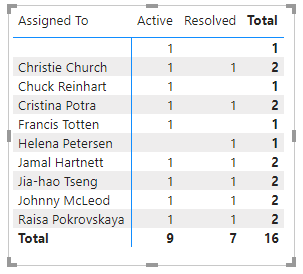 Assigned To Active Resolved Total
1 1
Christie Church 1 1 2
Chuck Reinhart 1 1
Cristina Potra 1 1 2
Francis Totten 1 1
Helena Petersen 1 1
Jamal Hartnett 1 1 2
Jia-hao Tseng 1 1 2
Johnny McLeod 1 1 2
Raisa Pokrovskaya 1 1 2
Total 9 7 16